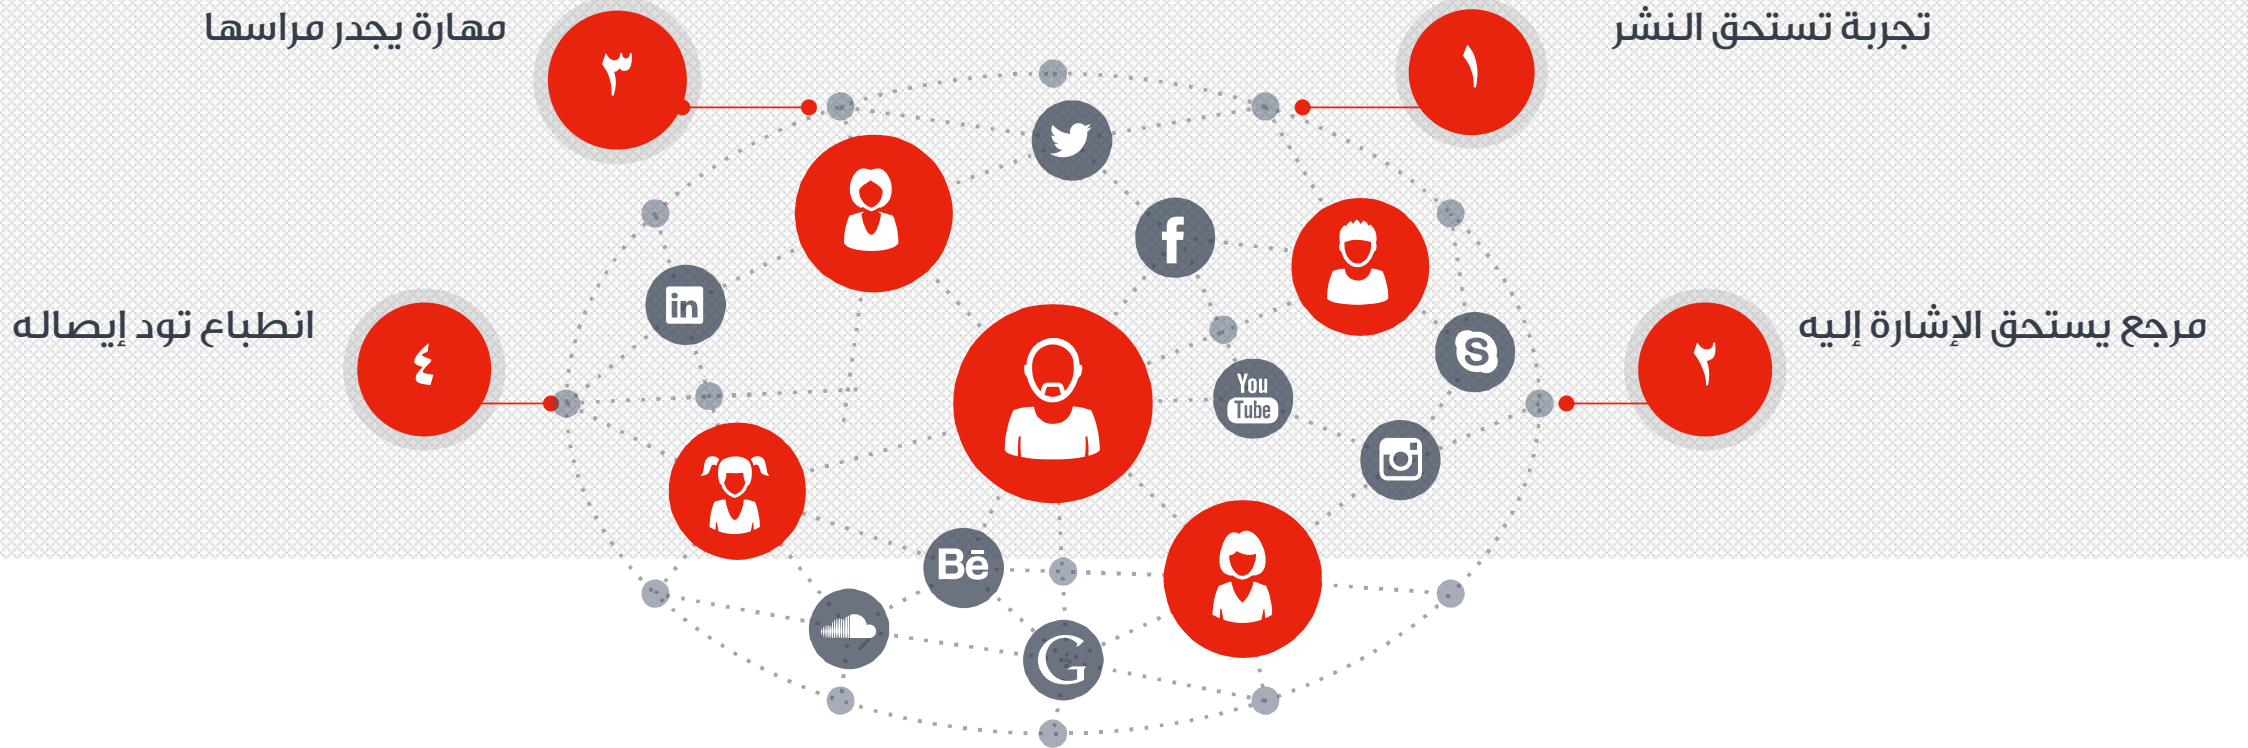 تجربة تستحق النشر
١
مهارة يجدر مراسها
٣
مرجع يستحق الإشارة إليه
٢
انطباع تود إيصاله
٤
f
in
S
You
Tube
Bē
G